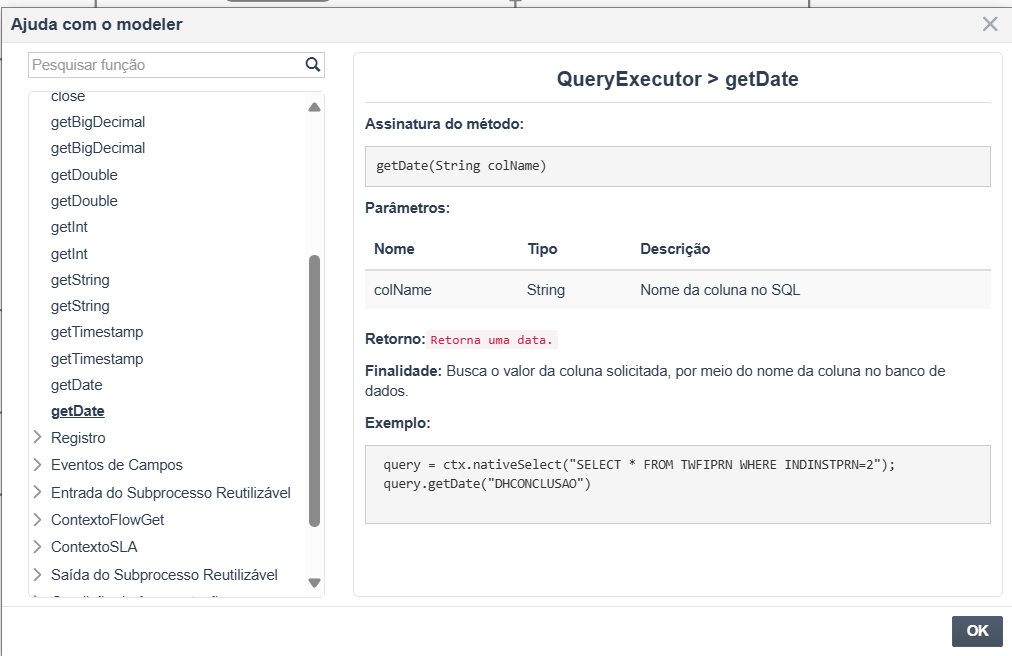 Ajuda com o modeler
Pesquisar função
close
getBigDecimal
getBigDecimal
getDouble
getDouble
getInt
getInt
getString
getString
getTimestamp
getTimestamp
getDate
getDate
Registro
Eventos de Campos
Entrada do Subprocesso Reutilizável
ContextoFlowGet
ContextoSLA
Saída do Subprocesso Reutilizável
QueryExecutor > getDate
Assinatura do método:
getDate(String colName)
Parâmetros:
Nome Tipo Descrição
colName String Nome da coluna no SQL
Retorno: Retorna uma data.
Finalidade: Busca o valor da coluna solicitada, por meio do nome da coluna no banco de
dados.
Exemplo:
query = ctx.nativeSelect("SELECT * FROM TWFIPRN WHERE INDINSTPRN=2");
query.getDate("DHCONCLUSAO")
OK